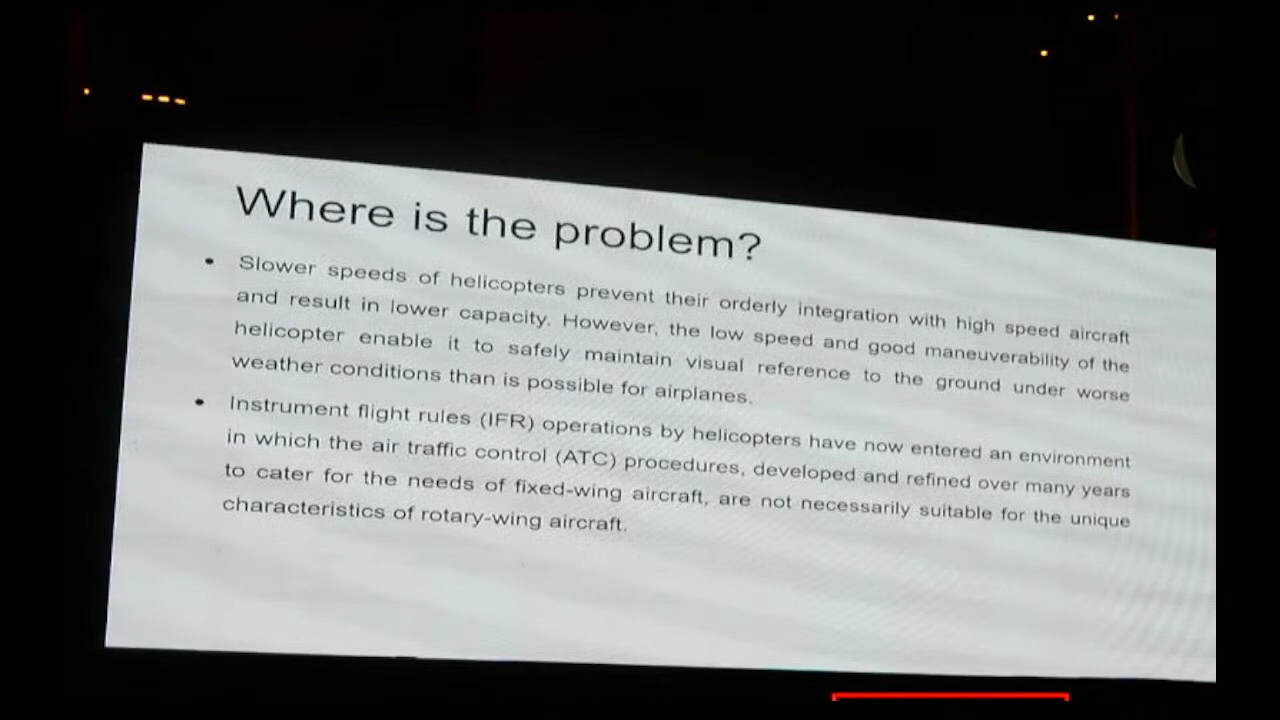 Where is the problem?
• Slower speeds of helicopters prevent their orderly integration with high speed aircraft
and result in lower capacity. However, the low speed and good maneuverability of the
helicopter enable it to safely maintain visual reference to the ground under worse
weather conditions than is possible for airplanes.
• Instrument flight rules (IFR) operations by helicopters have now entered an environment
in which the air traffic control (ATC) procedures, developed and refined over many years
to cater for the needs of fixed-wing aircraft, are not necessarily suitable for the unique
characteristics of rotary-wing aircraft.